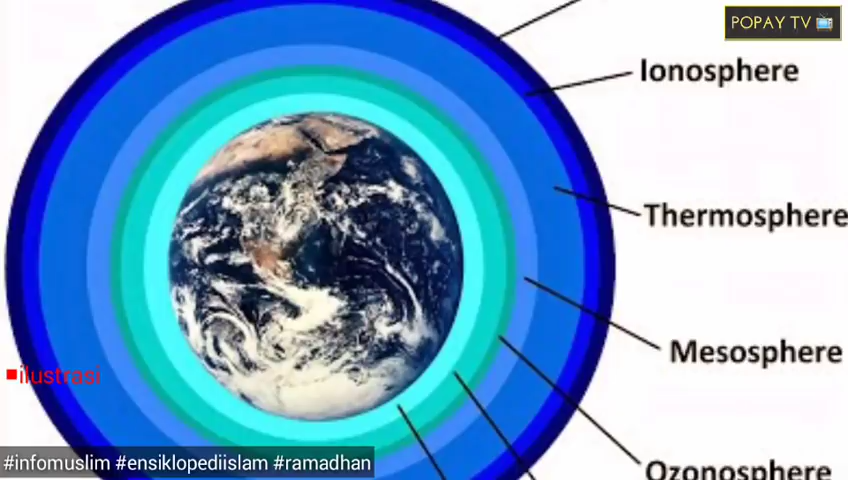 POPAY TV
Ionosphere
Thermosphere
Mesosphere
▪ilustrasi
#infomuslim #ensiklopediislam #ramadhan
Ozonosphere